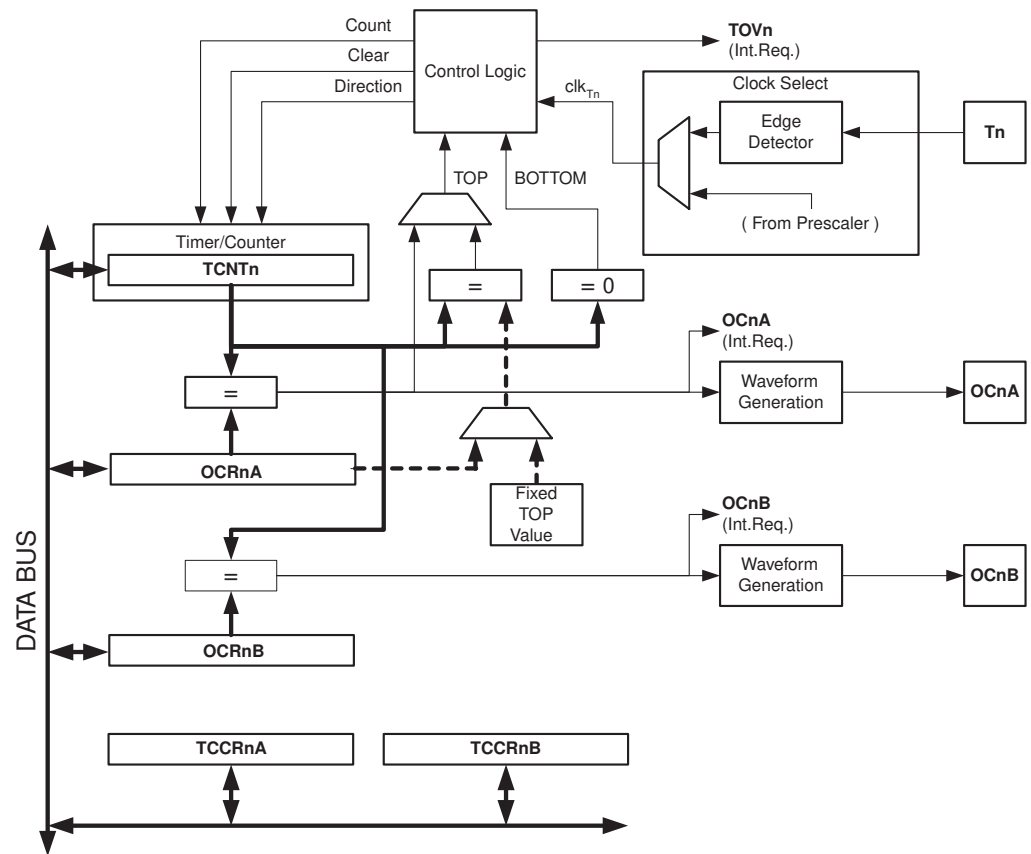 Count
Clear
Direction
Control Logic
TOVn
(Int.Req.)
clkTn
Clock Select
Edge
Detector
Tn
( From Prescaler )
TOP
BOTTOM
Timer/Counter
TCNTn
=
= 0
OCnA
(Int.Req.)
=
Waveform
Generation
OCnA
OCRnA
Fixed
TOP
Value
OCnB
(Int.Req.)
=
Waveform
Generation
OCnB
OCRnB
DATA BUS
TCCRnA
TCCRnB